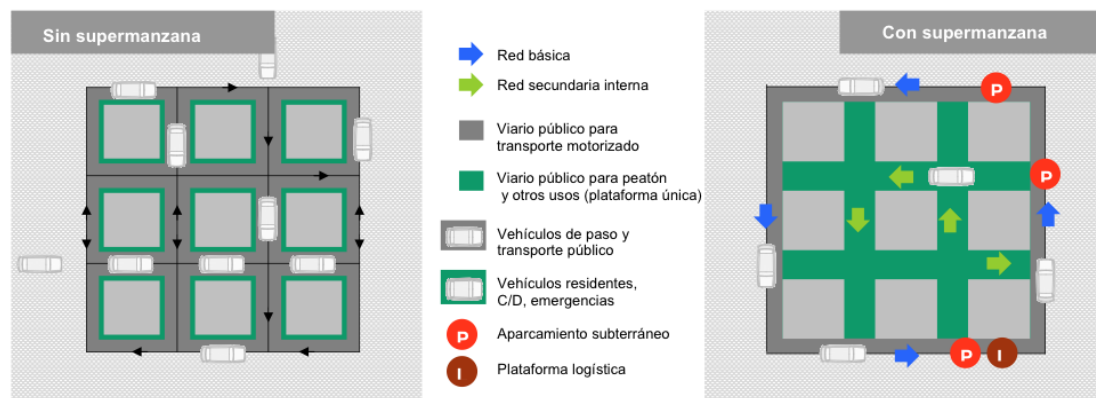 Sin supermanzana
Con supermanzana
Red básica
Red secundaria interna
Viario público para
transporte motorizado
Viario público para peatón
y otros usos (plataforma única)
Vehículos de paso y
transporte público
Vehículos residentes,
C/D, emergencias
P Aparcamiento subterráneo
I Plataforma logística
P
P
P I